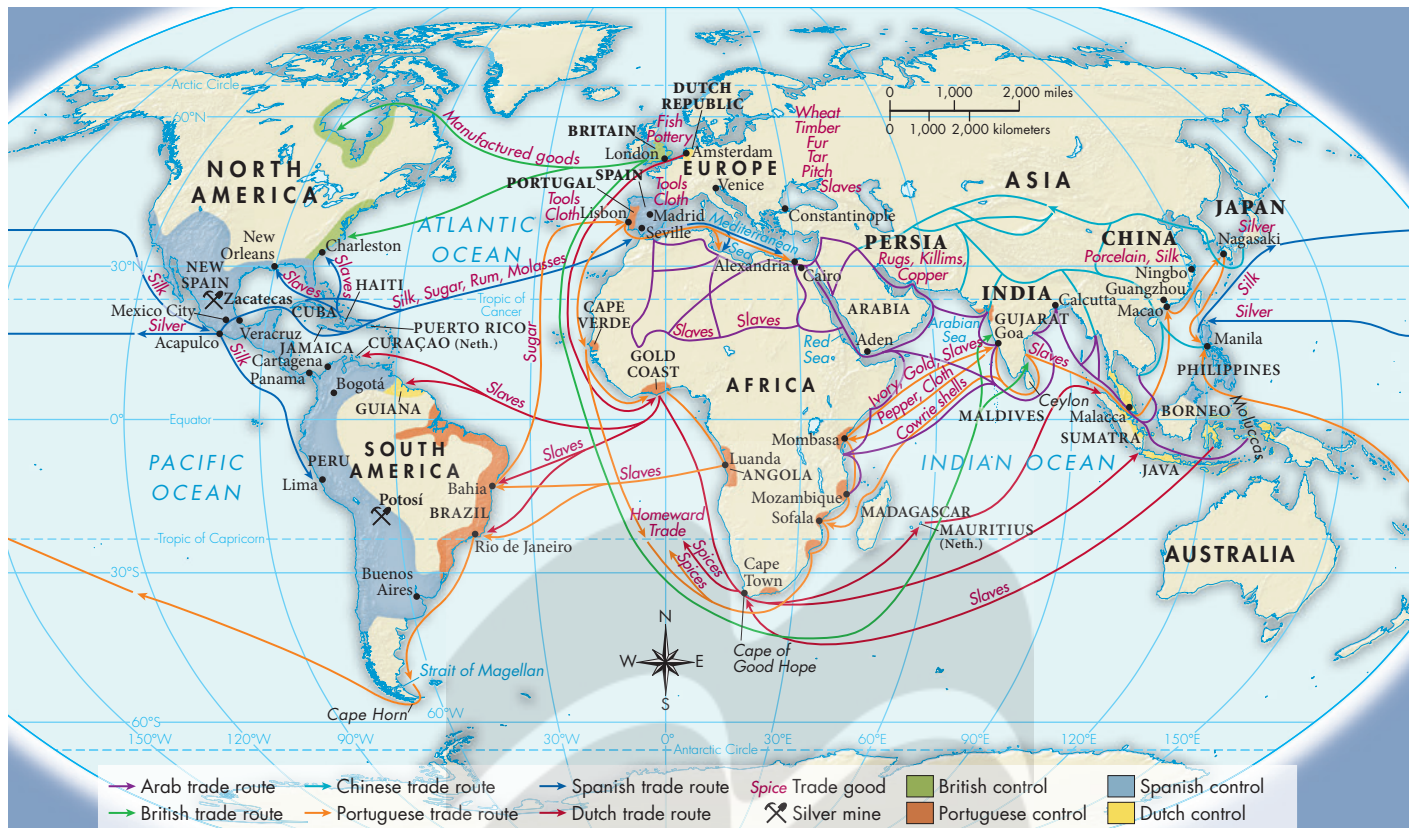 Arctic Circle
60°N
NORTH
AMERICA
Manufactured goods
BRITAIN
London
Fish
Pottery
DUTCH
REPUBLIC
Amsterdam
EUROPE
Venice
Wheat
Timber
Fur
Tar
Pitch
Slaves
0 1,000 2,000 miles
0 1,000 2,000 kilometers
ASIA
PORTUGAL
SPAIN
Tools
Cloth
Tools
Cloth
Lisbon
Madrid
Seville
Constantinople
Mediterranean
Sea
Alexandria
Cairo
ATLANTIC
OCEAN
New
Orleans
Charleston
30°N
NEW
SPAIN
Zacatecas
Mexico City
Veracruz
Acapulco
Silk
Silver
Silk
Slaves
Slaves
CUBA
HAITI
JAMAICA
PUERTO RICO
CURAÇAO (Neth.)
Silk, Sugar, Rum, Molasses
Tropic of
Cancer
Cartagena
Panama
Bogotá
GUIANA
Sugar
CAPE
VERDE
GOLD
COAST
Slaves
Slaves
AFRICA
PERSIA
Rugs, Killims,
Copper
ARABIA
Red
Sea
Aden
Arabian
Sea
INDIA
GUJARAT
Goa
Calcutta
Slaves
Ceylon
MALDIVES
CHINA
Porcelain, Silk
Ningbo
Guangzhou
Macao
JAPAN
Silver
Nagasaki
Silk
Silver
Manila
PHILIPPINES
Malacca
BORNEO
Moluccas
SUMATRA
JAVA
Ivory, Gold, Slaves
Pepper, Cloth
Cowrie shells
0°
Equator
PACIFIC
OCEAN
SOUTH
AMERICA
PERU
Lima
Potosí
Bahia
BRAZIL
Rio de Janeiro
Buenos
Aires
Slaves
Slaves
Slaves
Luanda
ANGOLA
Mombasa
Mozambique
Sofala
INDIAN OCEAN
MADAGASCAR
MAURITIUS
(Neth.)
AUSTRALIA
Tropic of Capricorn
30°S
Homeward
Trade
Spices
Spices
Cape
Town
Slaves
Cape of
Good Hope
N
W E
S
Strait of Magellan
Cape Horn
60°W
60°S
150°W 120°W 90°W 30°W 0° 30°E 60°E 90°E 120°E 150°E
Antarctic Circle
Arab trade route
Chinese trade route
Spanish trade route
Spice Trade good
British control
Spanish control
British trade route
Portuguese trade route
Dutch trade route
Silver mine
Portuguese control
Dutch control